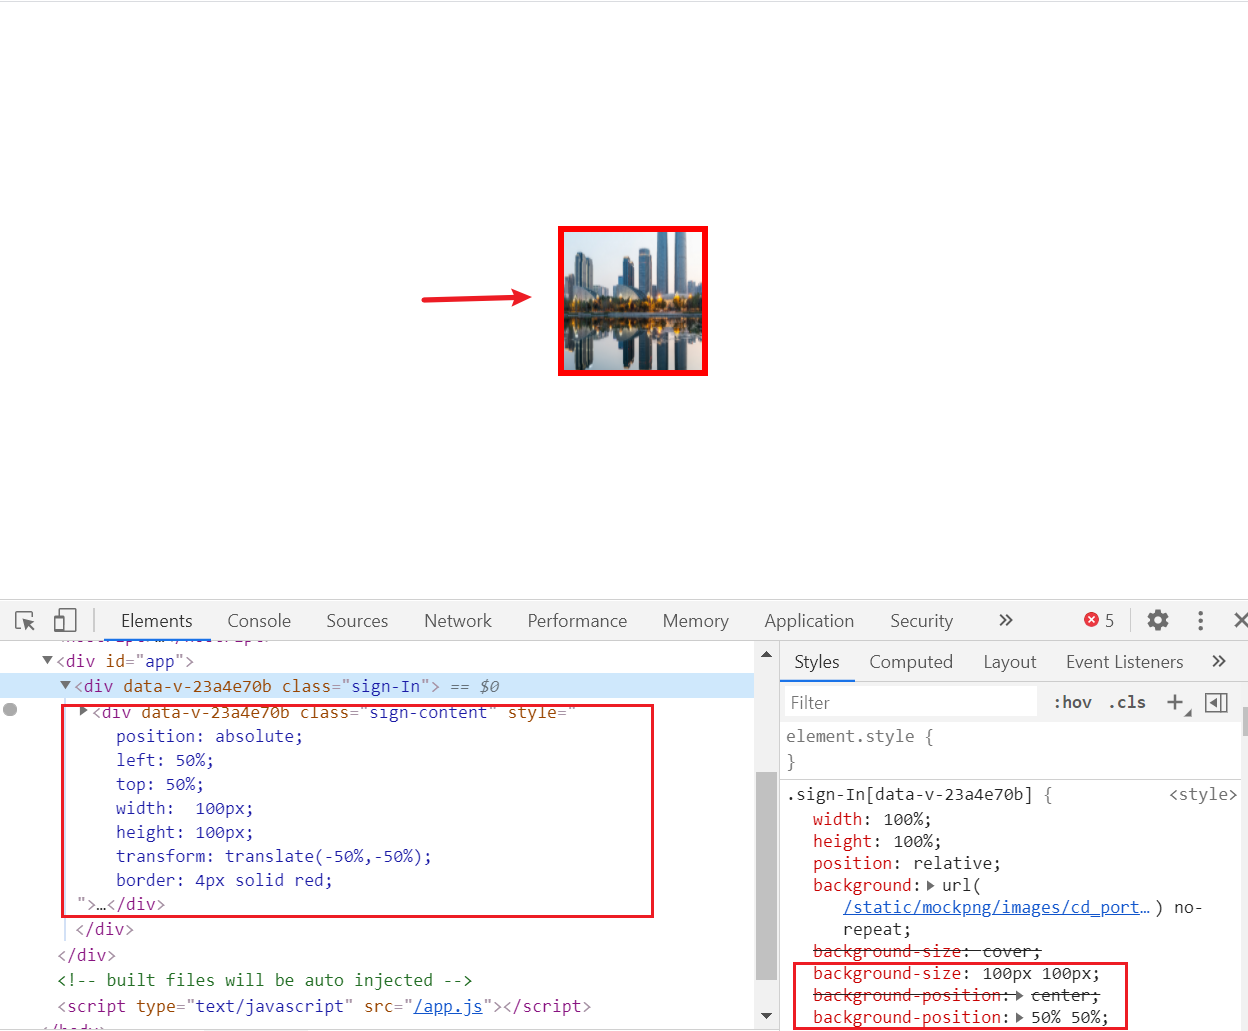 Elements Console Sources Network Performance Memory Application Security » 5
<div id="app">
<div data-v-23a4e70b class="sign-In"> == $0
<div data-v-23a4e70b class="sign-content" style="
position: absolute;
left: 50%;
top: 50%;
width:  100px;
height: 100px;
transform: translate(-50%,-50%);
border: 4px solid red;
">…</div>
</div>
</div>
<!-- built files will be auto injected -->
<script type="text/javascript" src="/app.js"></script>
Styles Computed Layout Event Listeners »
Filter :hov .cls +
element.style {
}
.sign-In[data-v-23a4e70b] { <style>
width: 100%;
height: 100%;
position: relative;
background: url(
/static/mockpng/images/cd_port… ) no-
repeat;
background-size: cover;
background-size: 100px 100px;
background-position: center;
background-position: 50% 50%;